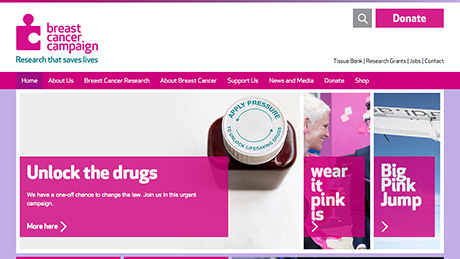 breast
cancer
campaign
Research that saves lives
Donate
Tissue Bank | Research Grants | Jobs | Contact
Home About Us Breast Cancer Research About Breast Cancer Support Us News and Media Donate Shop
APPLY PRESSURE
TO UNLOCK LIFESAVING DRUGS
Unlock the drugs
We have a one-off chance to change the law. Join us in this urgent
campaign.
More here
wear
it
pink
is
Big
Pink
Jump